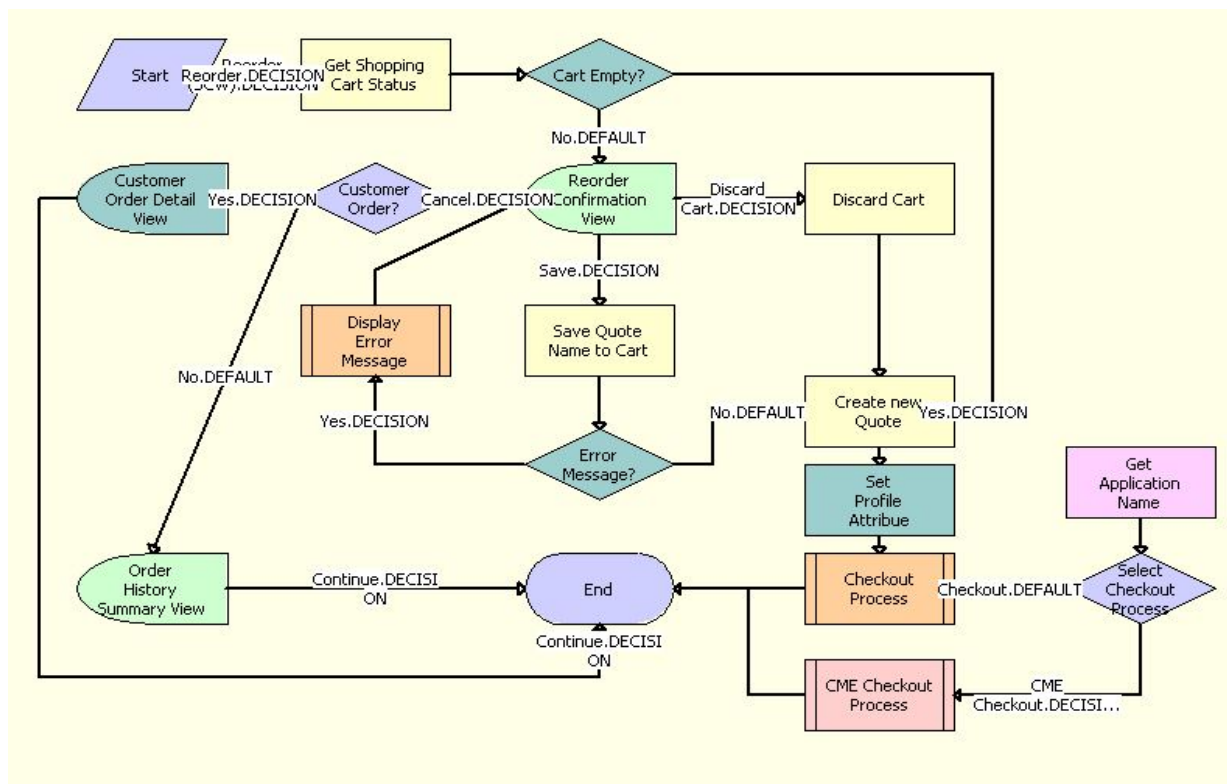 Start
Reorder
Reorder.DECISION
(SCW).DECISION
Get Shopping
Cart Status
Cart Empty?
No.DEFAULT
Customer
Order Detail
View
Yes.DECISION
Customer
Order?
Cancel.DECISION
Reorder
Confirmation
View
Discard
Cart.DECISION
Discard Cart
Save.DECISION
Display
Error
Message
Save Quote
Name to Cart
No.DEFAULT
Yes.DECISION
No.DEFAULT
Create new
Quote
Yes.DECISION
Error
Message?
Set
Profile
Attribue
Get
Application
Name
Order
History
Summary View
Continue.DECISI
ON
End
Checkout
Process
Checkout.DEFAULT
Select
Checkout
Process
Continue.DECISI
ON
CME Checkout
Process
CME
Checkout.DECISI...